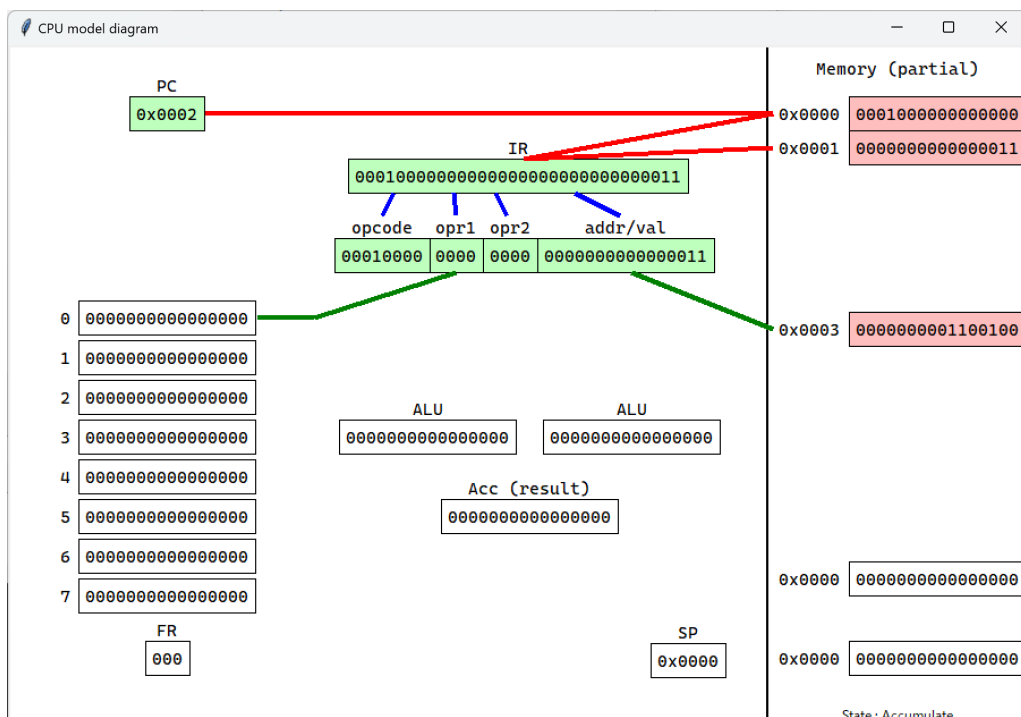 CPU model diagram
Memory (partial)
PC
0x0002
0x0000 0001000000000000
0x0001 0000000000000011
IR
00010000000000000000000000000011
opcode opr1 opr2 addr/val
00010000 0000 0000 0000000000000011
0 0000000000000000
0x0003 0000000001100100
1 0000000000000000
2 0000000000000000
3 0000000000000000
4 0000000000000000
5 0000000000000000
6 0000000000000000
7 0000000000000000
ALU ALU
0000000000000000 0000000000000000
Acc (result)
0000000000000000
0x0000 0000000000000000
FR
000
SP
0x0000
0x0000 0000000000000000
State : Accumulate